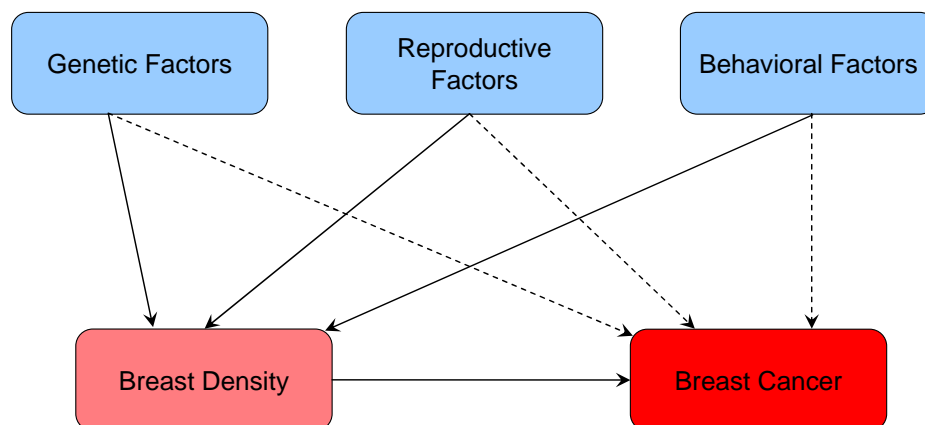 Genetic Factors
Reproductive
Factors
Behavioral Factors
Breast Density
Breast Cancer